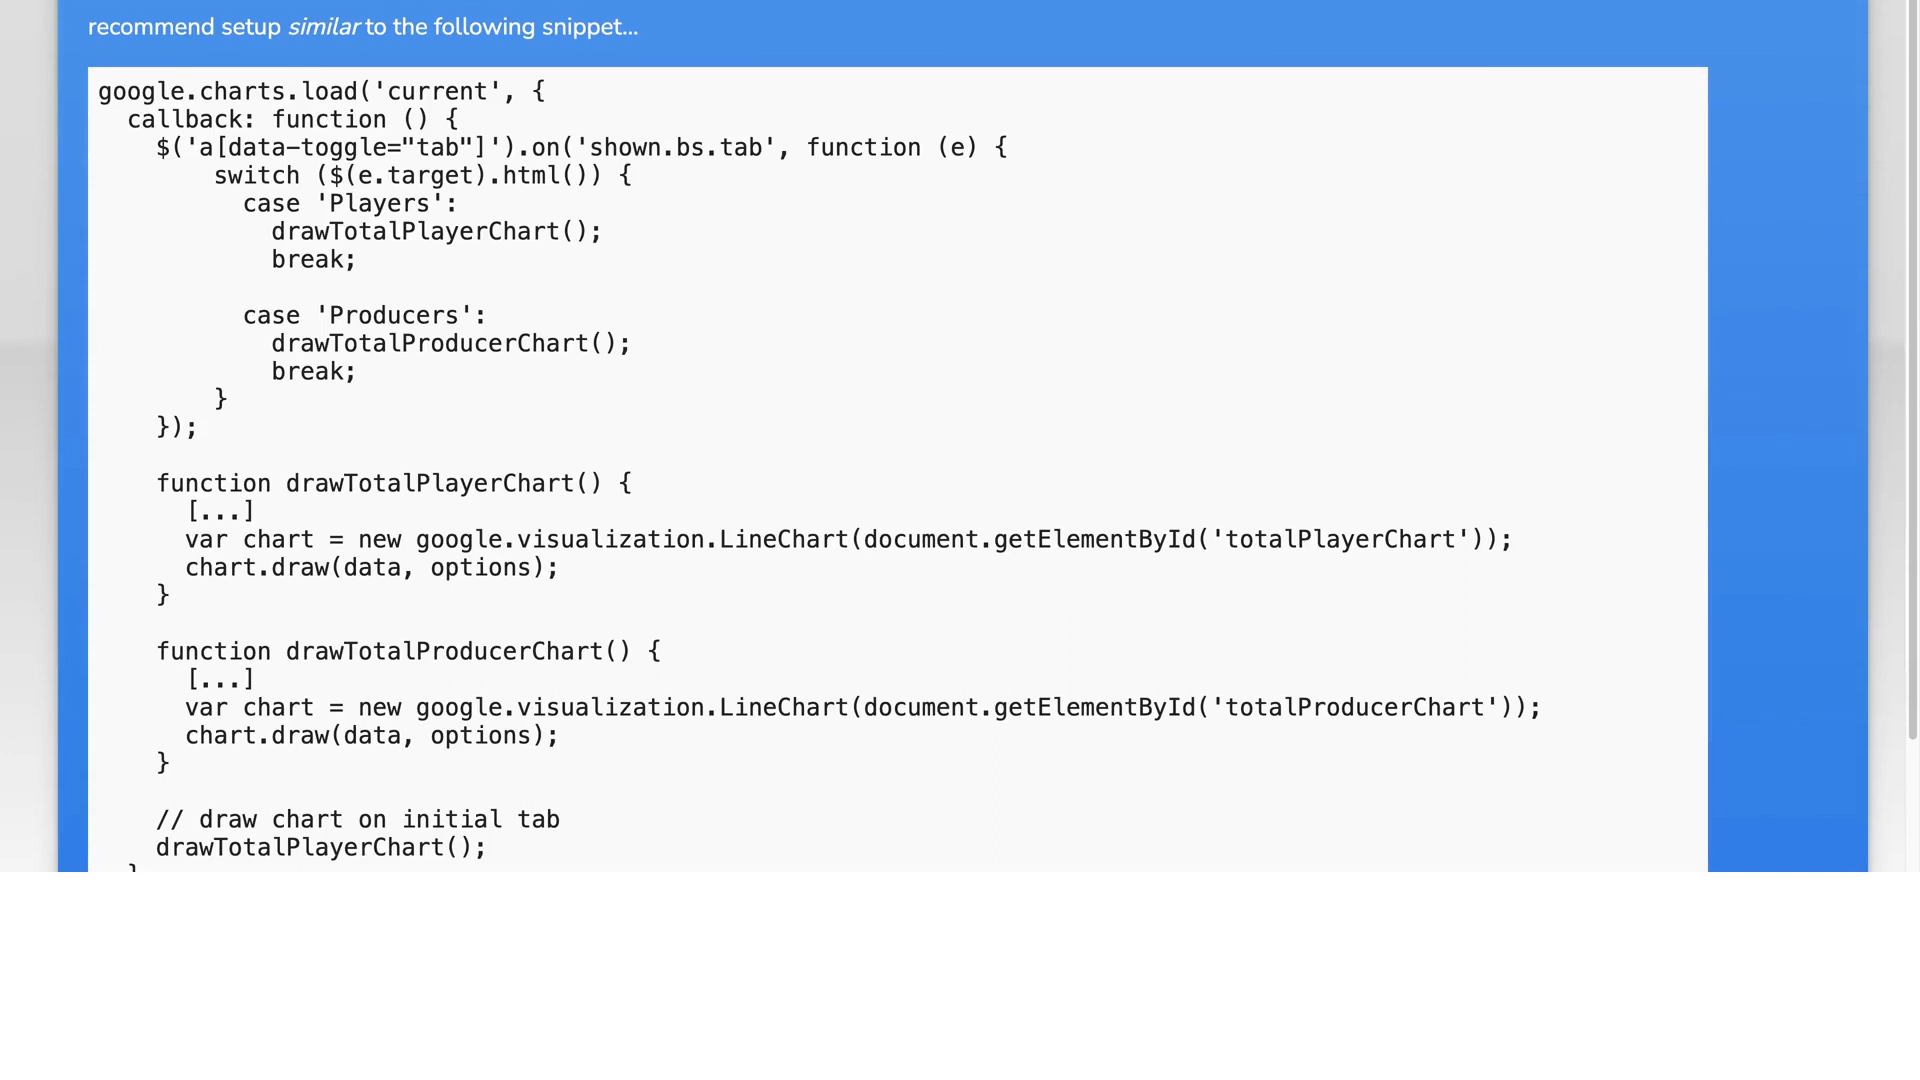 recommend setup similar to the following snippet...
google.charts.load('current', {
  callback: function () {
    $('a[data-toggle="tab"]').on('shown.bs.tab', function (e) {
        switch ($(e.target).html()) {
          case 'Players':
            drawTotalPlayerChart();
            break;

          case 'Producers':
            drawTotalProducerChart();
            break;
        }
    });

    function drawTotalPlayerChart() {
      [...]
      var chart = new google.visualization.LineChart(document.getElementById('totalPlayerChart'));
      chart.draw(data, options);
    }

    function drawTotalProducerChart() {
      [...]
      var chart = new google.visualization.LineChart(document.getElementById('totalProducerChart'));
      chart.draw(data, options);
    }

    // draw chart on initial tab
    drawTotalPlayerChart();